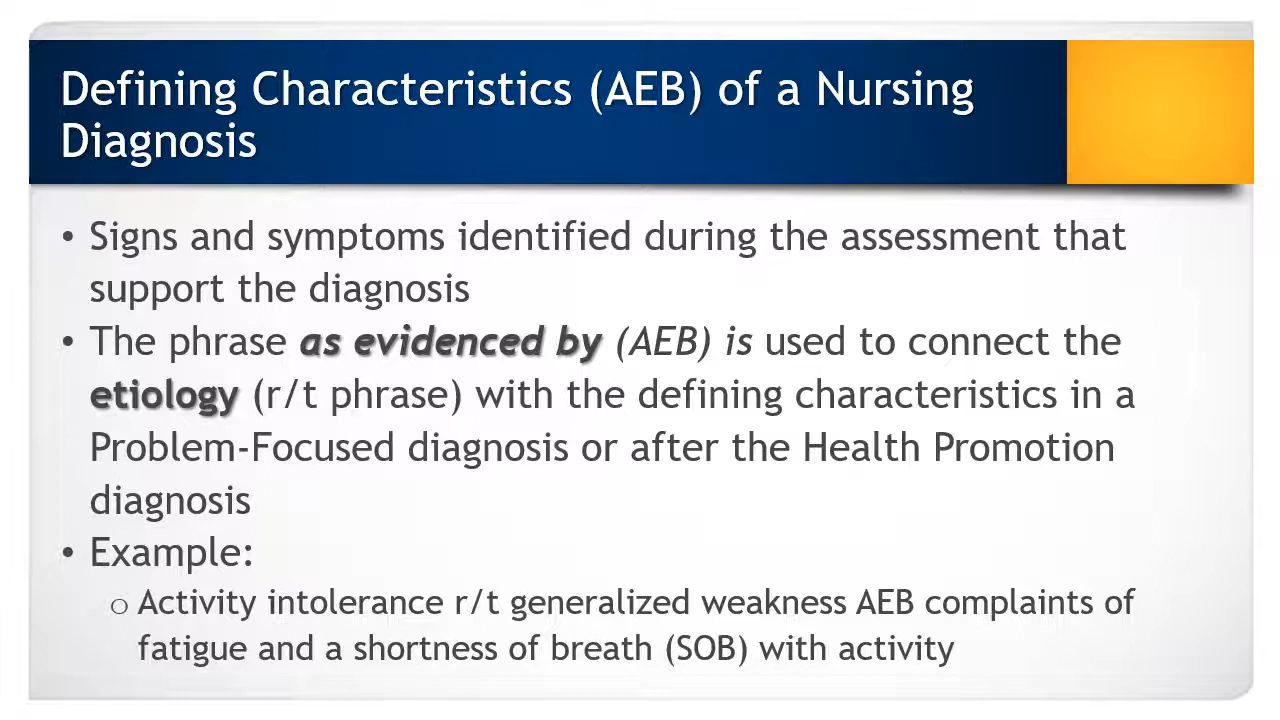 Defining Characteristics (AEB) of a Nursing
Diagnosis
• Signs and symptoms identified during the assessment that
support the diagnosis
• The phrase as evidenced by (AEB) is used to connect the
etiology (r/t phrase) with the defining characteristics in a
Problem-Focused diagnosis or after the Health Promotion
diagnosis
• Example:
o Activity intolerance r/t generalized weakness AEB complaints of
fatigue and a shortness of breath (SOB) with activity